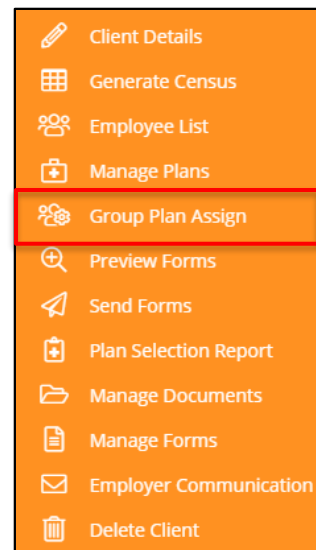 Client Details
Generate Census
Employee List
Manage Plans
Group Plan Assign
Preview Forms
Send Forms
Plan Selection Report
Manage Documents
Manage Forms
Employer Communication
Delete Client